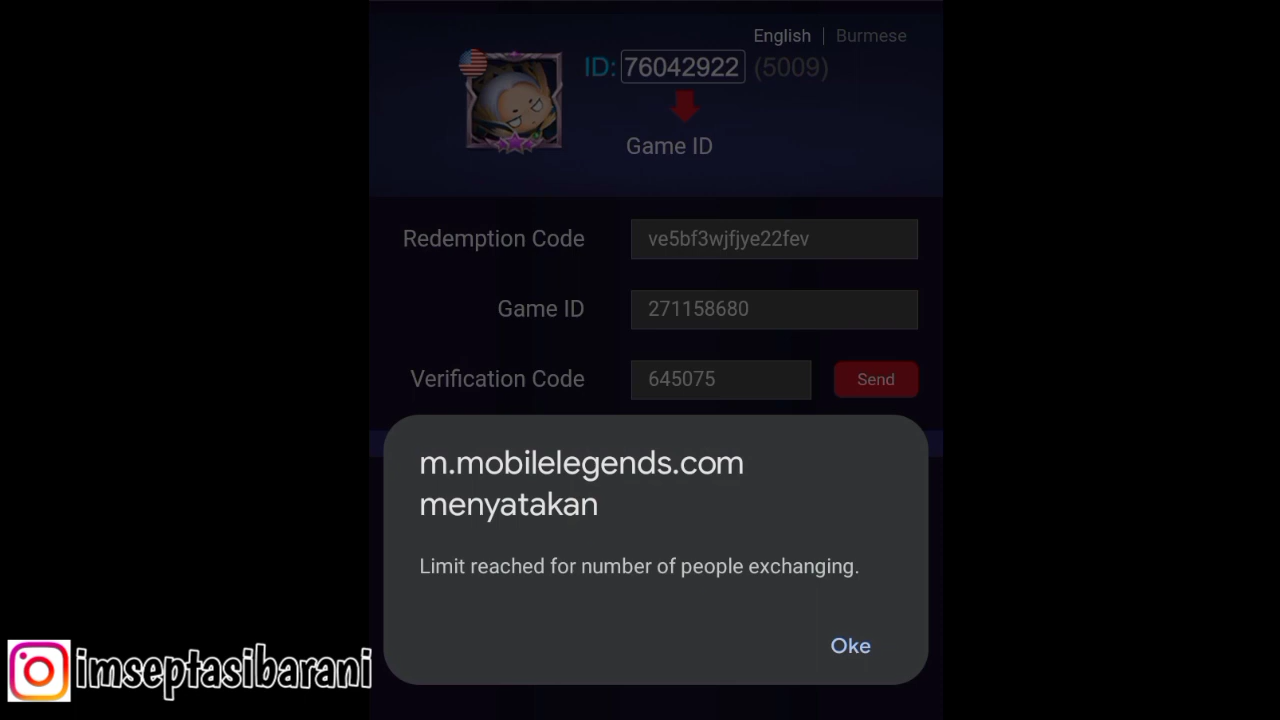 English | Burmese
ID: 76042922 (5009)
Game ID
Redemption Code ve5bf3wjfjye22fev
Game ID 271158680
Verification Code 645075 Send
m.mobilelegends.com
menyatakan
Limit reached for number of people exchanging.
Oke
imseptasibarani